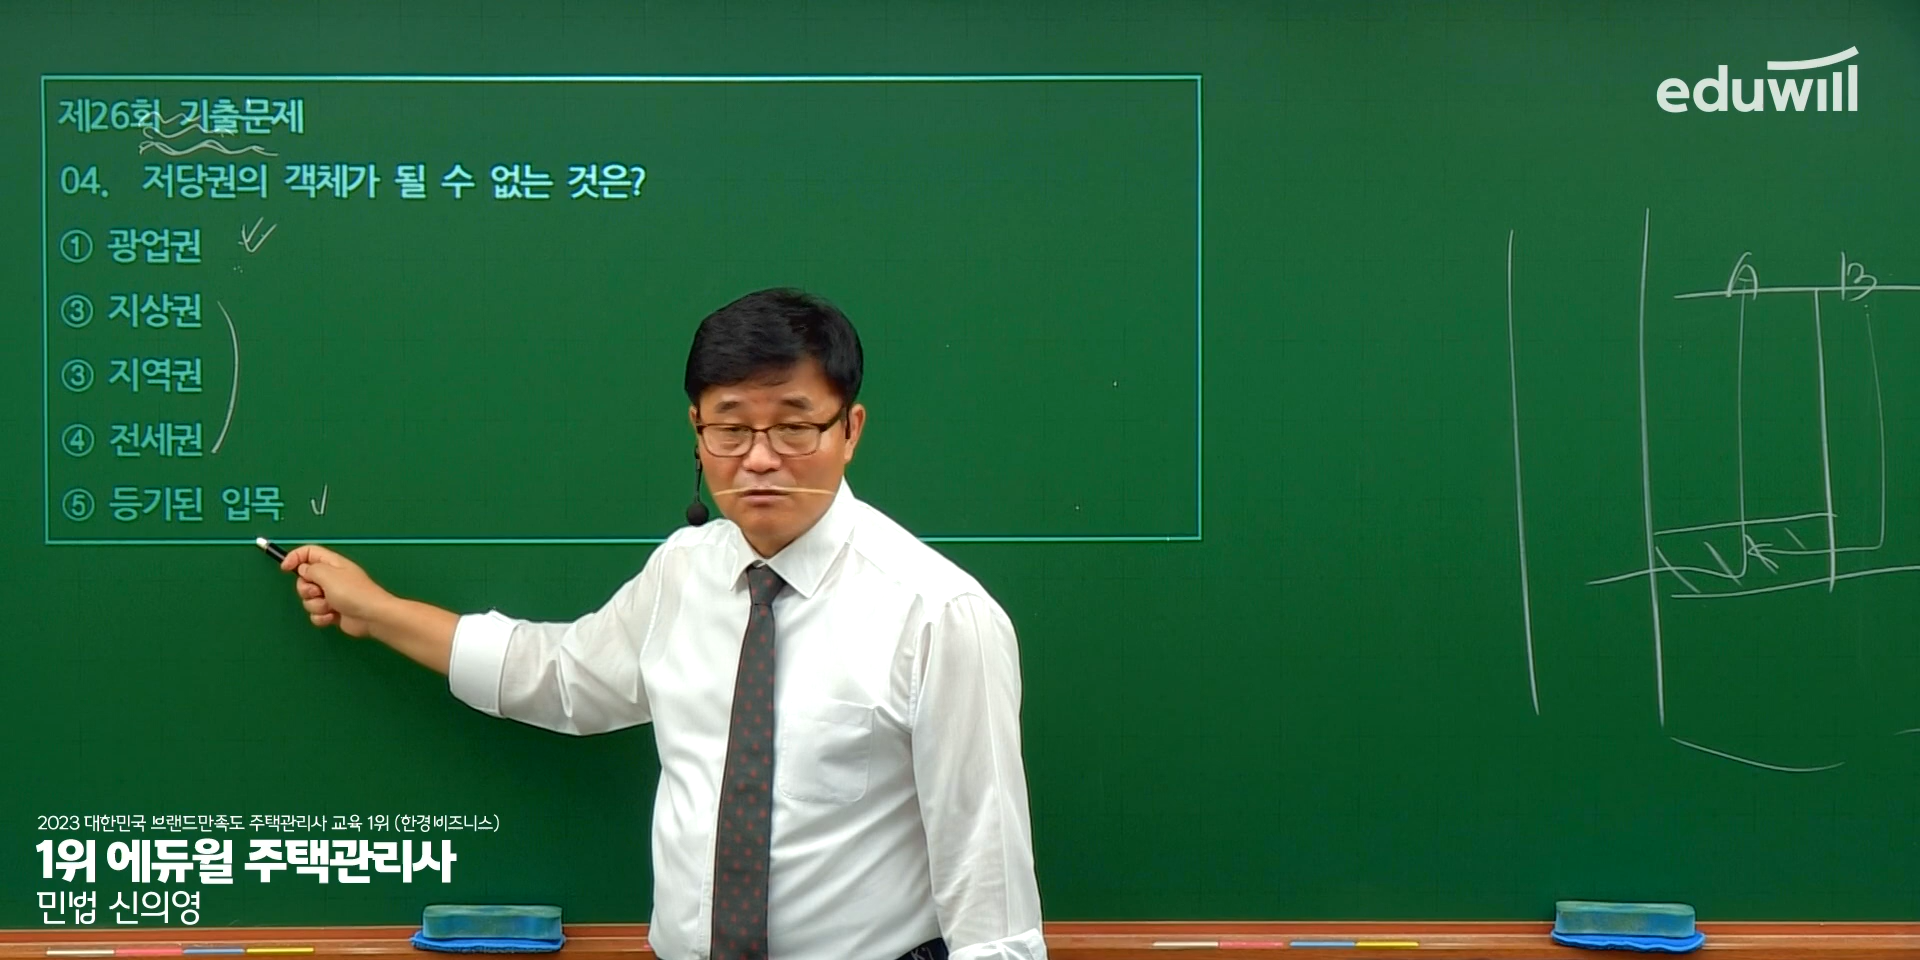 eduwill
제26회 기출문제
04. 저당권의 객체가 될 수 없는 것은?
① 광업권
③ 지상권
③ 지역권
④ 전세권
⑤ 등기된 입목
A B
2023 대한민국 브랜드만족도 주택관리사 교육 1위 (한경비즈니스)
1위 에듀윌 주택관리사
민법 신의영